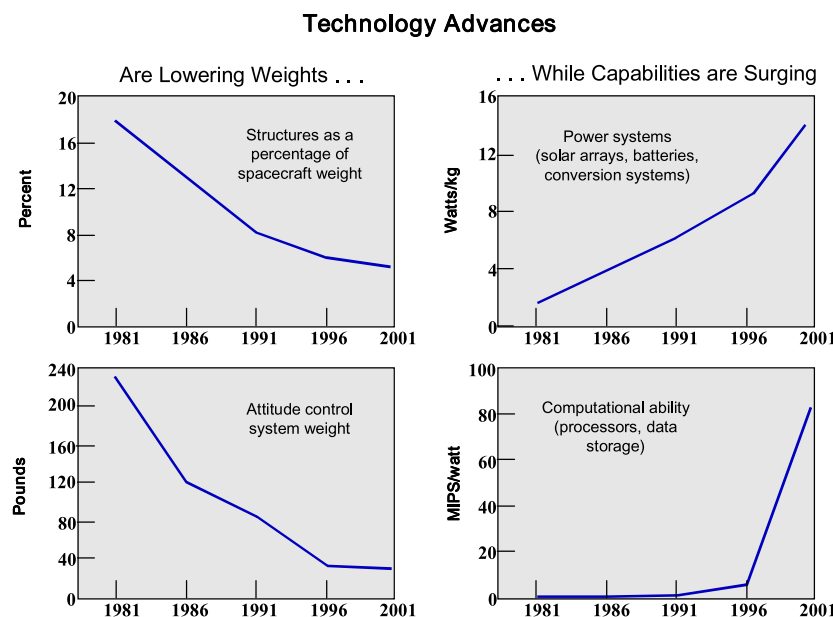 Technology Advances
Are Lowering Weights . . .
. . . While Capabilities are Surging
20
16
12
8
4
0
Percent
Structures as a
percentage of
spacecraft weight
1981 1986 1991 1996 2001
16
12
8
4
0
Watts/kg
Power systems
(solar arrays, batteries,
conversion systems)
1981 1986 1991 1996 2001
240
200
160
120
80
40
0
Pounds
Attitude control
system weight
1981 1986 1991 1996 2001
100
80
60
40
20
0
MIPS/watt
Computational ability
(processors, data
storage)
1981 1986 1991 1996 2001